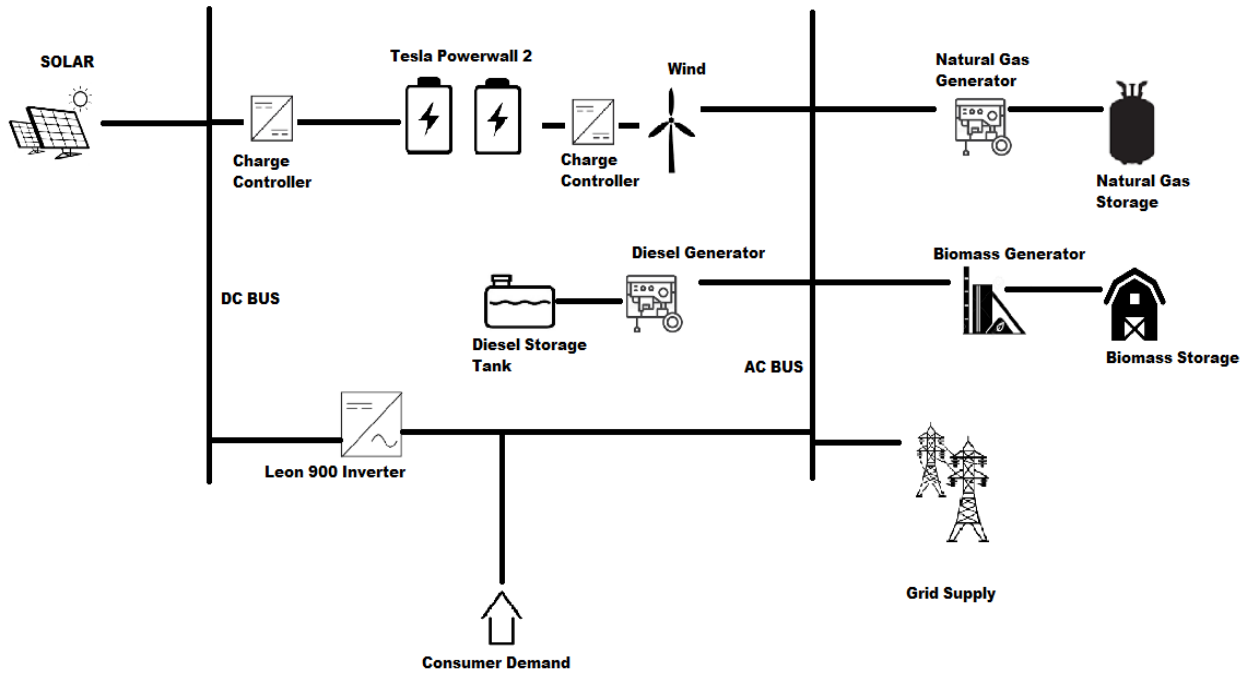 SOLAR
Tesla Powerwall 2
Wind
Natural Gas
Generator
Charge
Controller
Charge
Controller
Natural Gas
Storage
DC BUS
Diesel Generator
Biomass Generator
Diesel Storage
Tank
AC BUS
Biomass Storage
Leon 900 Inverter
Grid Supply
Consumer Demand